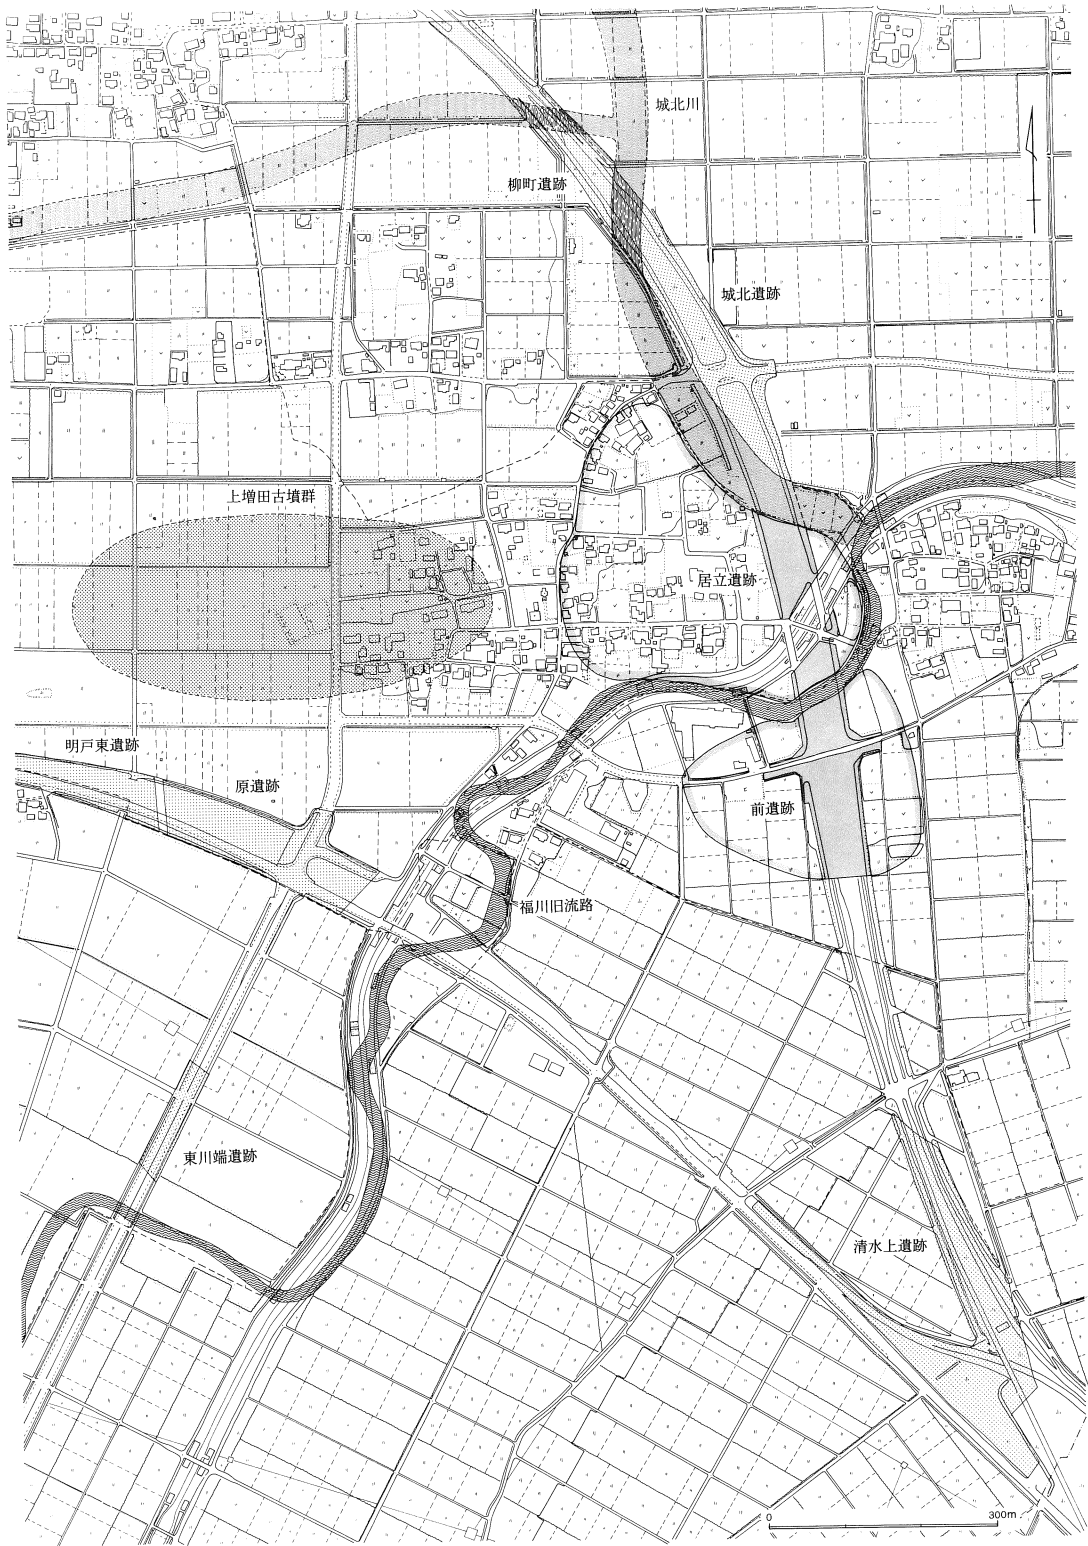 城北川
柳町遺跡
城北遺跡
上増田古墳群
居立遺跡
明戸東遺跡
原遺跡
前遺跡
福川旧流路
東川端遺跡
清水上遺跡
0 300m